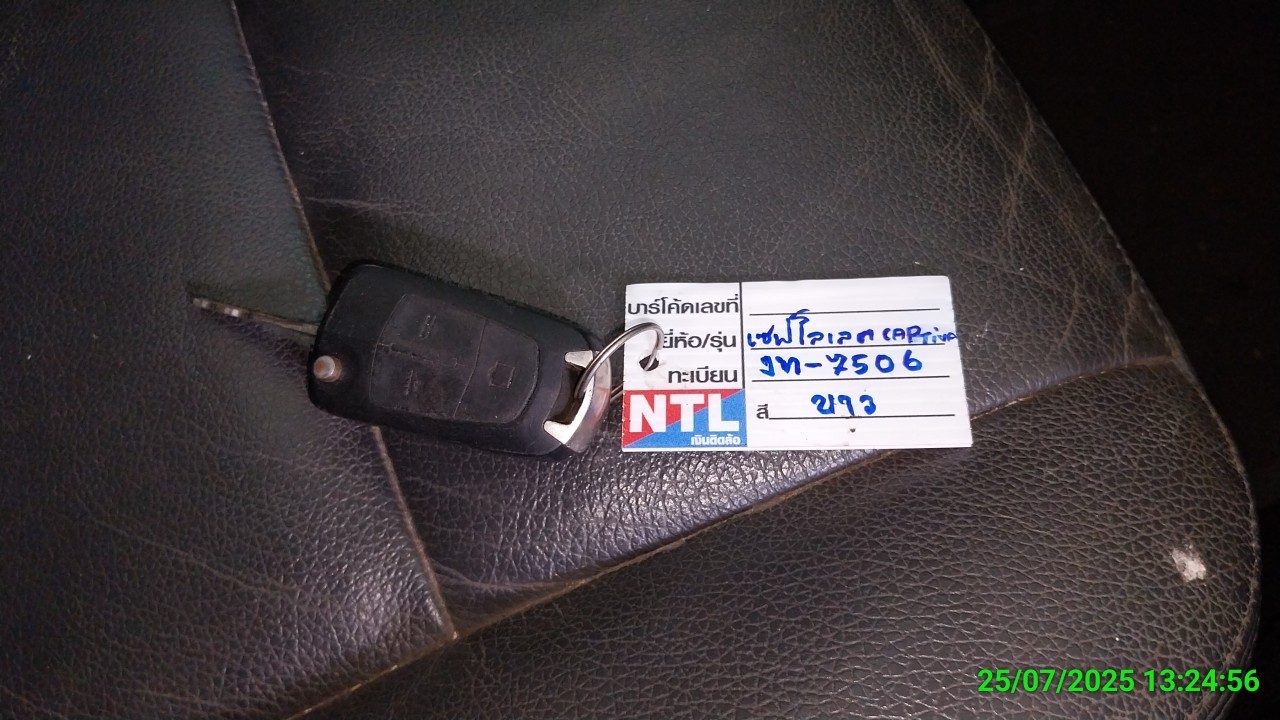 บาร์โค้ดเลขที่
ยี่ห้อ/รุ่น เชฟโลเลต CAPTIVA
ทะเบียน งท-7506
สี ขาว
NTL
เงินติดล้อ
25/07/2025 13:24:56